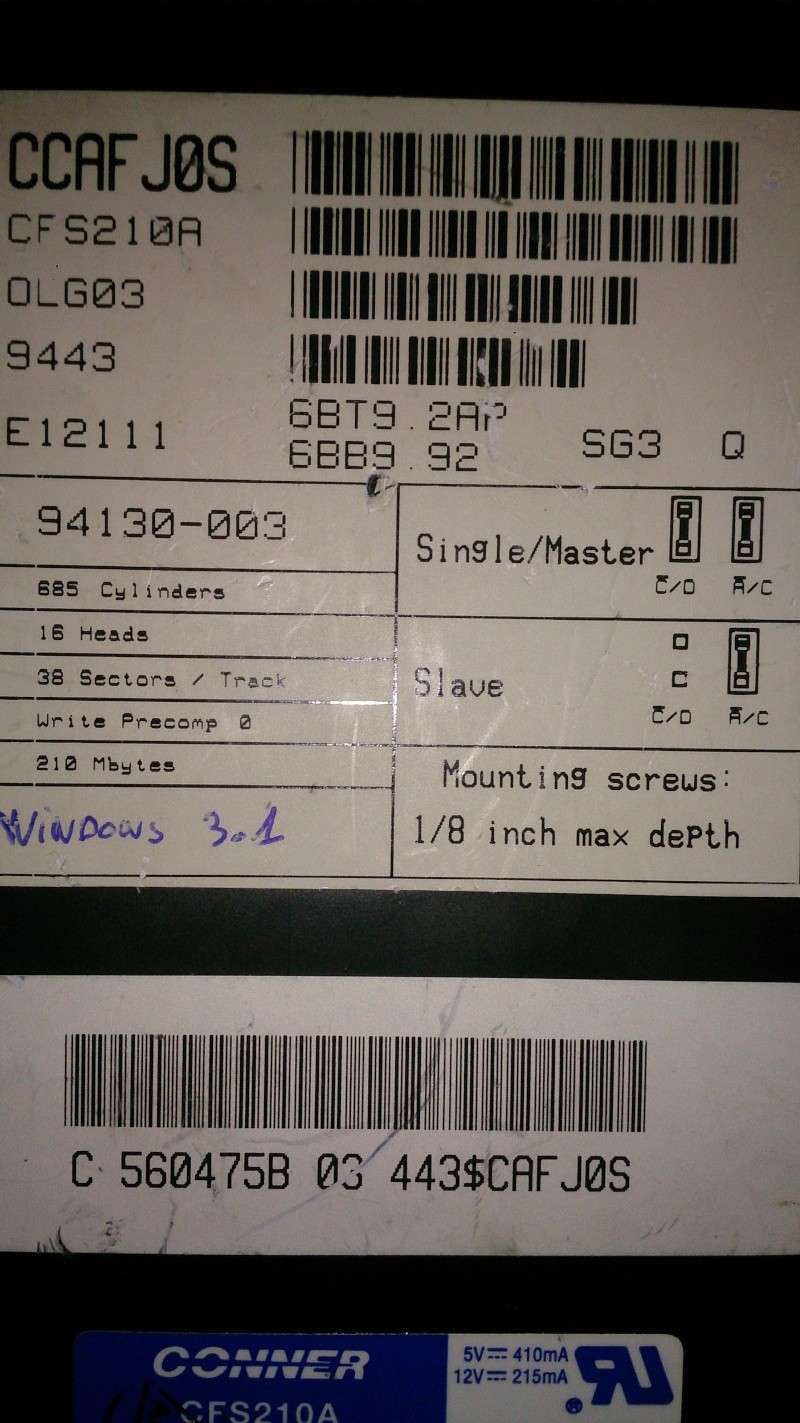 CCAFJ0S
CFS210A
OLG03
9443
E12111
6BT9.2AP
6BB9.92
SG3 Q
94130-003
685 Cylinders
16 Heads
38 Sectors / Track
Write Precomp 0
210 Mbytes
WiNDOWS 3.1
Single/Master
C̅/D A̅/C
Slave
C̅/D A̅/C
Mounting screws:
1/8 inch max depth
C 560475B 03 443$CAFJ0S
CONNER
CFS210A
5V⎓ 410mA
12V⎓ 215mA
®